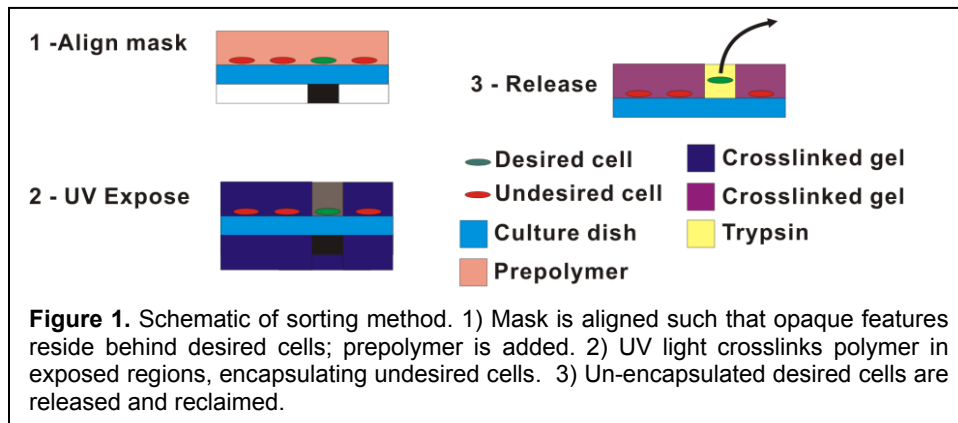 1 -Align mask
3 - Release
2 - UV Expose
Desired cell
Undesired cell
Culture dish
Prepolymer
Crosslinked gel
Crosslinked gel
Trypsin
Figure 1. Schematic of sorting method. 1) Mask is aligned such that opaque features
reside behind desired cells; prepolymer is added. 2) UV light crosslinks polymer in
exposed regions, encapsulating undesired cells. 3) Un-encapsulated desired cells are
released and reclaimed.